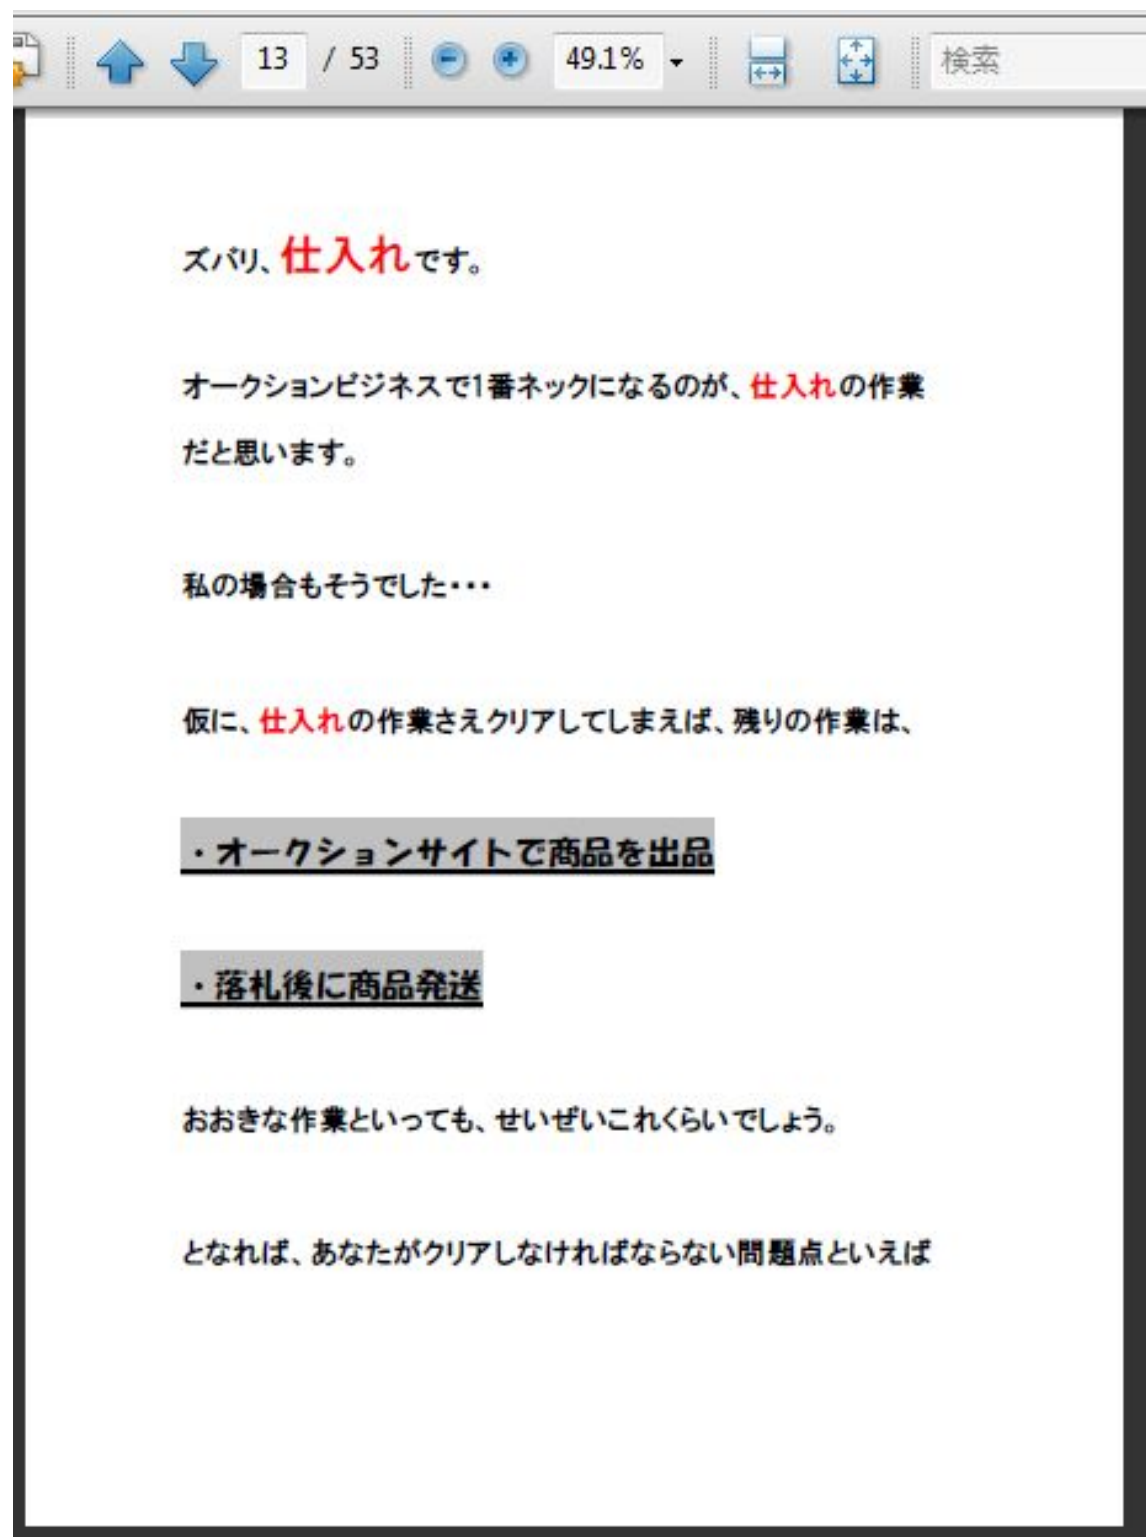 13 / 53 49.1% 検索
ズバリ、仕入れです。
オークションビジネスで1番ネックになるのが、仕入れの作業
だと思います。
私の場合もそうでした・・・
仮に、仕入れの作業さえクリアしてしまえば、残りの作業は、
・オークションサイトで商品を出品
・落札後に商品発送
おおきな作業といっても、せいぜいこれくらいでしょう。
となれば、あなたがクリアしなければならない問題点といえば